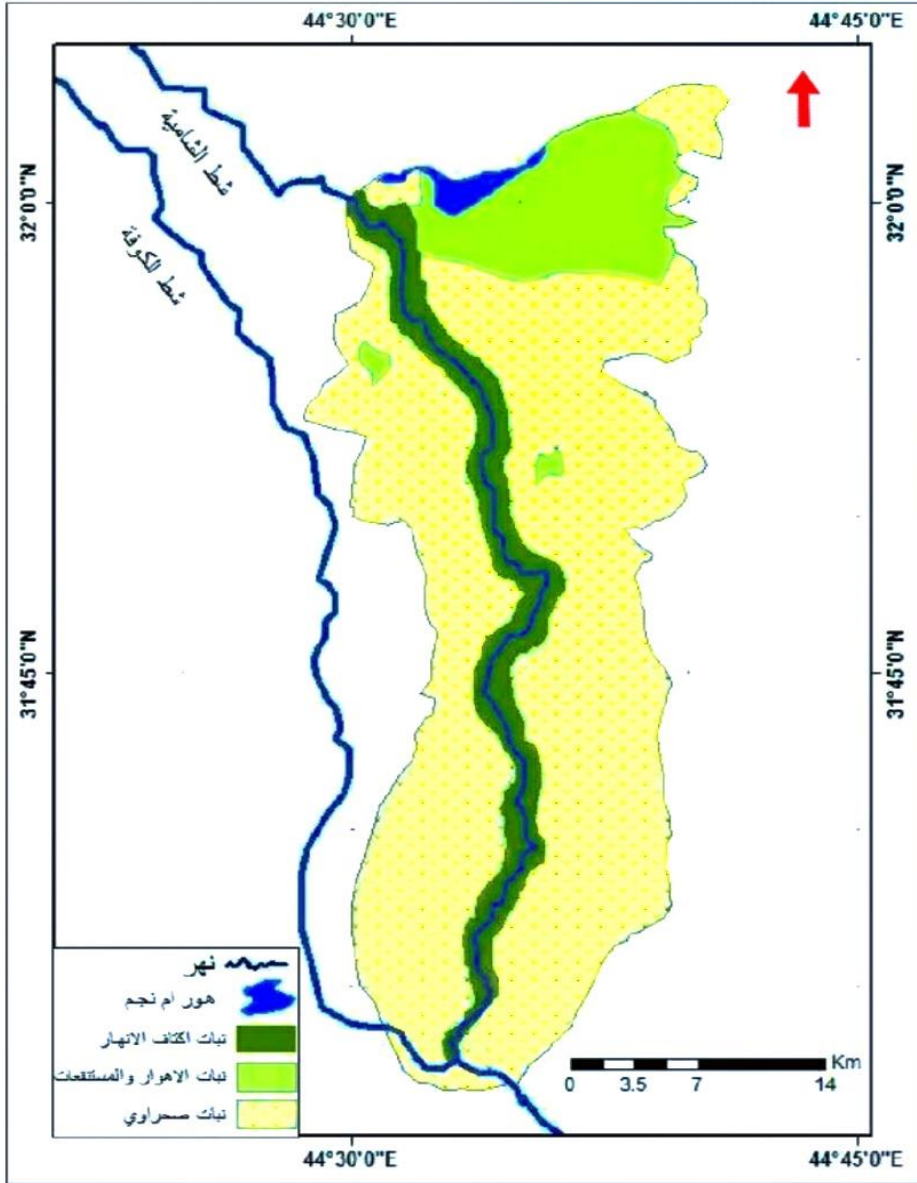 44°30'0"E 44°45'0"E
شط الشامية
شط الكوفة
32°0'0"N 32°0'0"N
31°45'0"N 31°45'0"N
نهر
هور ام نجم
نبات اكتاف الانهار
نبات الاهوار والمستنقعات
نبات صحراوي
Km
0 3.5 7 14
44°30'0"E 44°45'0"E